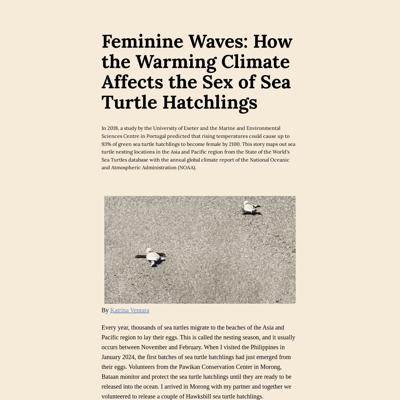 Feminine Waves: How
the Warming Climate
Affects the Sex of Sea
Turtle Hatchlings
In 2018, a study by the University of Exeter and the Marine and Environmental
Sciences Centre in Portugal predicted that rising temperatures could cause up to
93% of green sea turtle hatchlings to become female by 2100. This story maps out sea
turtle nesting locations in the Asia and Pacific region from the State of the World's
Sea Turtles database with the annual global climate report of the National Oceanic
and Atmospheric Administration (NOAA).
By Katrina Ventura
Every year, thousands of sea turtles migrate to the beaches of the Asia and
Pacific region to lay their eggs. This is called the nesting season, and it usually
occurs between November and February. When I visited the Philippines in
January 2024, the first batches of sea turtle hatchlings had just emerged from
their eggs. Volunteers from the Pawikan Conservation Center in Morong,
Bataan monitor and protect the sea turtle hatchlings until they are ready to be
released into the ocean. I arrived in Morong with my partner and together we
volunteered to release a couple of Hawksbill sea turtle hatchlings.